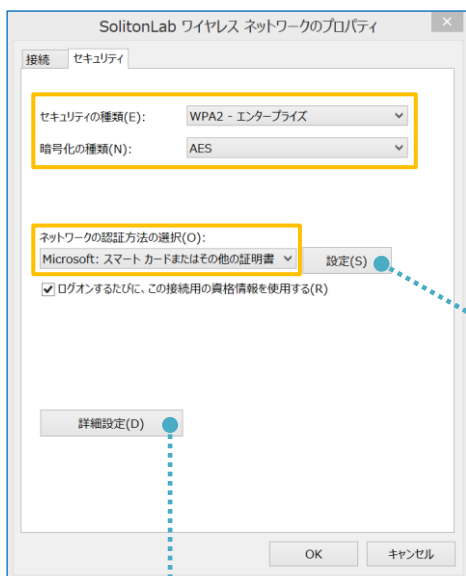 SolitonLab ワイヤレス ネットワークのプロパティ
接続 セキュリティ
セキュリティの種類(E): WPA2 - エンタープライズ
暗号化の種類(N): AES
ネットワークの認証方法の選択(O):
Microsoft: スマート カードまたはその他の証明書 設定(S)
ログオンするたびに、この接続用の資格情報を使用する(R)
詳細設定(D)
OK キャンセル